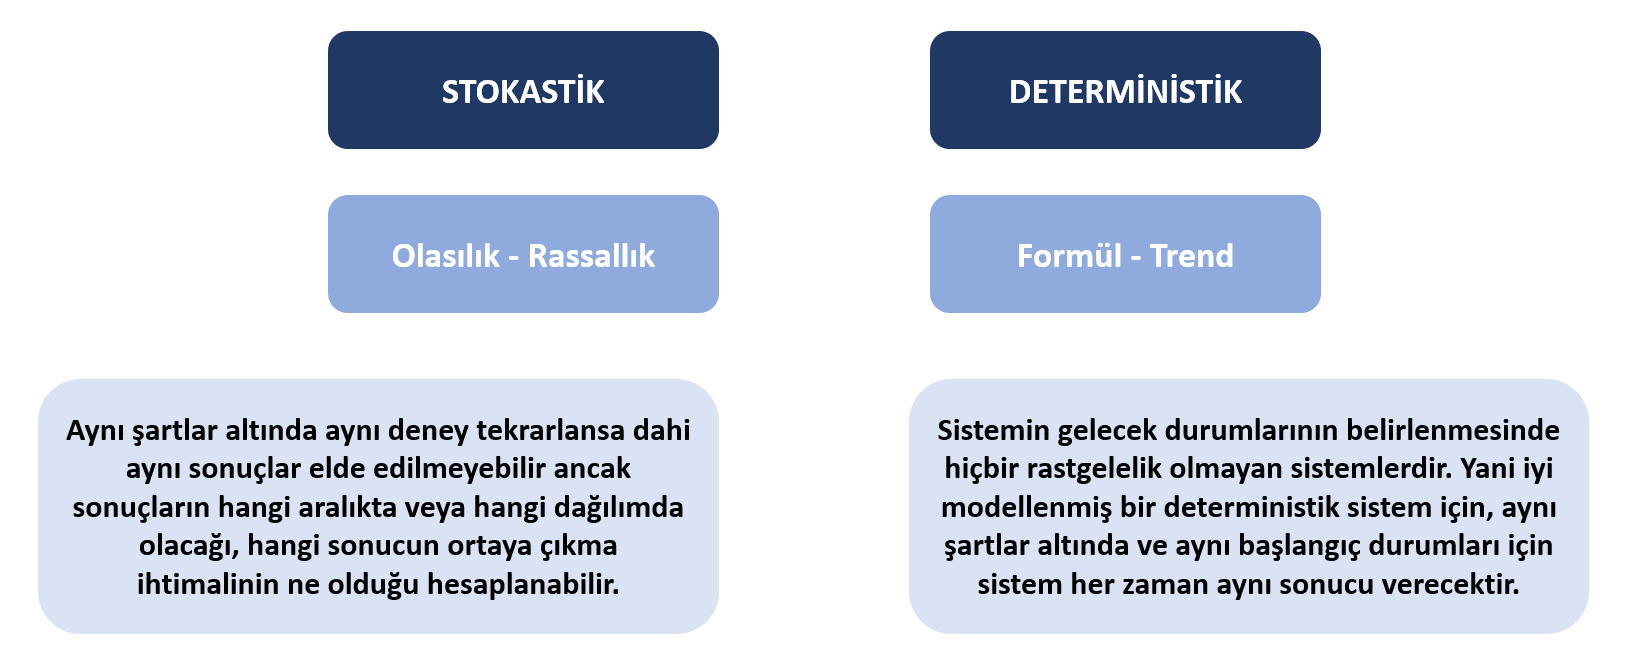 STOKASTİK
Olasılık - Rassallık
Aynı şartlar altında aynı deney tekrarlansa dahi
aynı sonuçlar elde edilmeyebilir ancak
sonuçların hangi aralıkta veya hangi dağılımda
olacağı, hangi sonucun ortaya çıkma
ihtimalinin ne olduğu hesaplanabilir.
DETERMİNİSTİK
Formül - Trend
Sistemin gelecek durumlarının belirlenmesinde
hiçbir rastgelelik olmayan sistemlerdir. Yani iyi
modellenmiş bir deterministik sistem için, aynı
şartlar altında ve aynı başlangıç durumları için
sistem her zaman aynı sonucu verecektir.